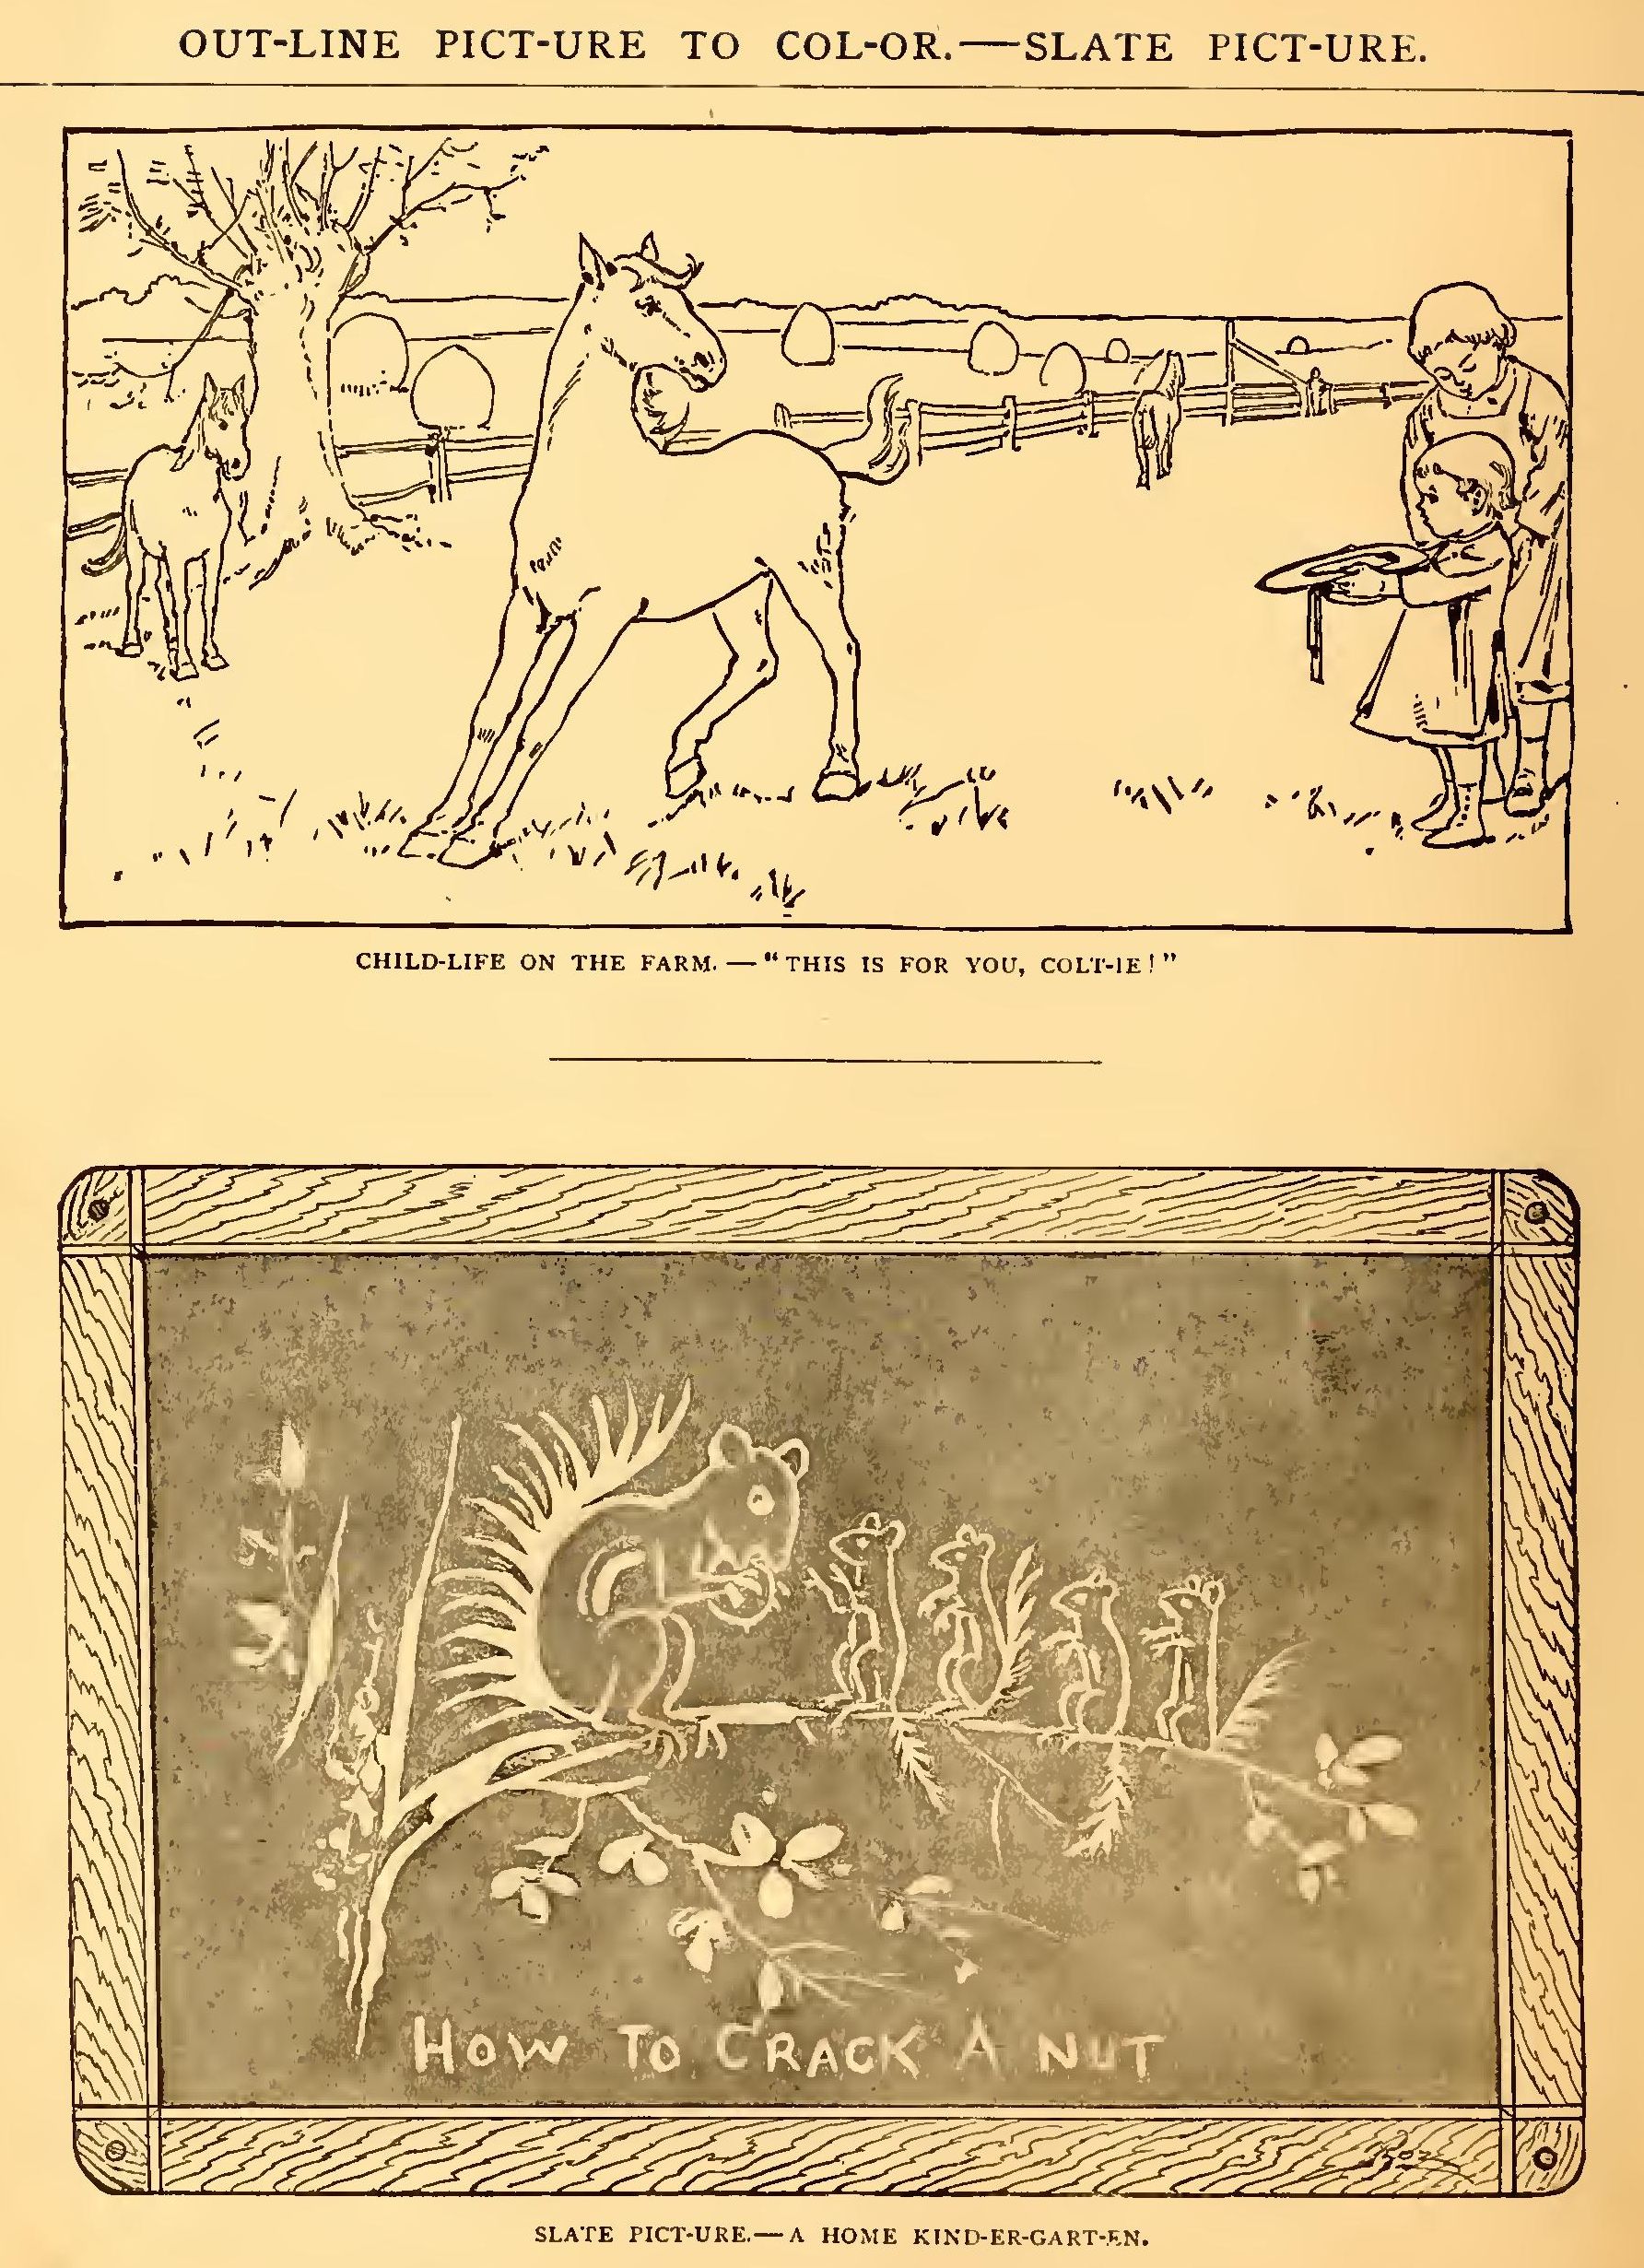 OUT-LINE PICT-URE TO COL-OR.—SLATE PICT-URE.
CHILD-LIFE ON THE FARM. — "THIS IS FOR YOU, COLT-IE!"
HOW TO CRACK A NUT
SLATE PICT-URE.—A HOME KIND-ER-GART-EN.